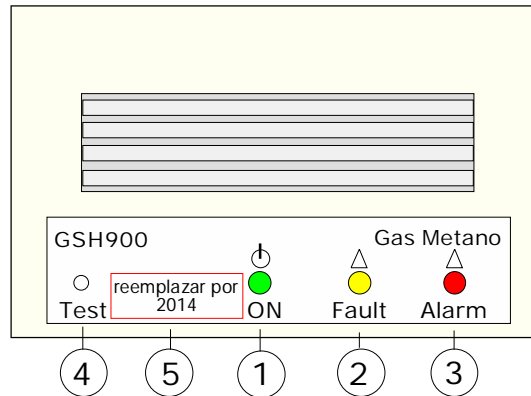 GSH900
Gas Metano
reemplazar por
2014
Test
ON
Fault
Alarm
4
5
1
2
3